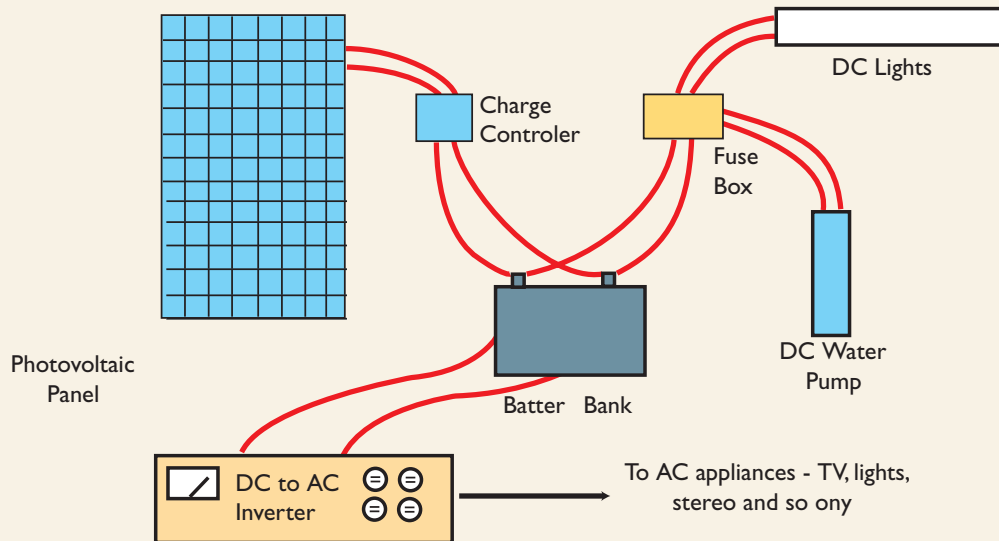 DC Lights
Charge
Controler
Fuse
Box
DC Water
Pump
Photovoltaic
Panel
Batter Bank
DC to AC
Inverter
To AC appliances - TV, lights,
stereo and so ony